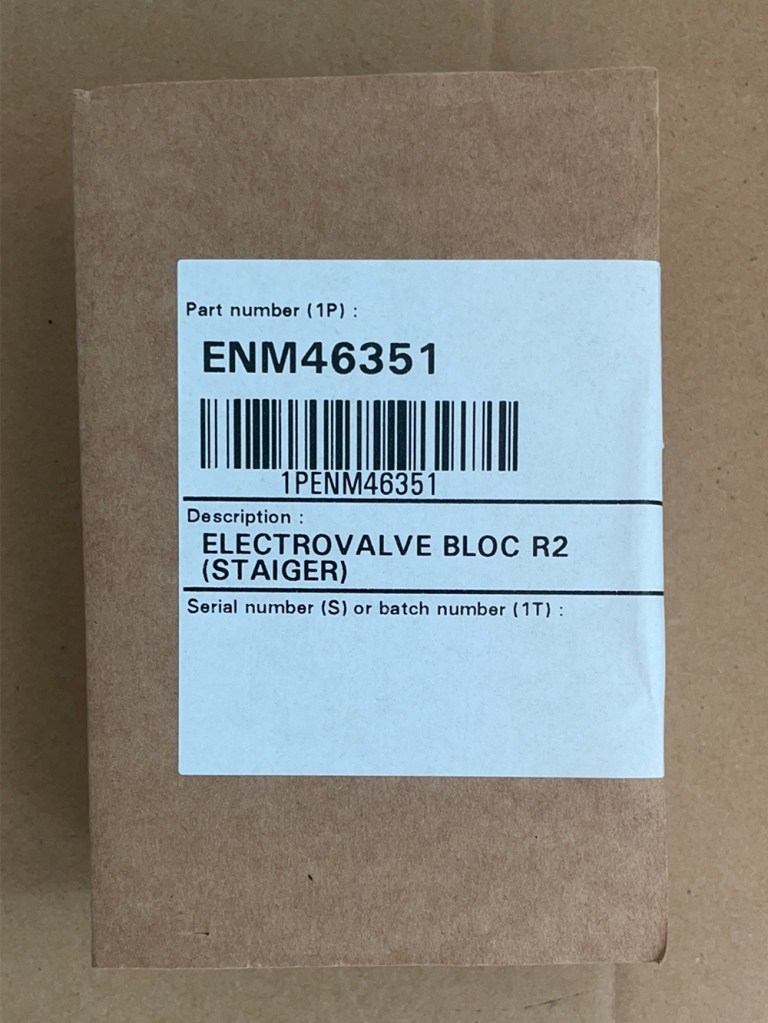 Part number (1P) :
ENM46351
1PENM46351
Description :
ELECTROVALVE BLOC R2
(STAIGER)
Serial number (S) or batch number (1T) :